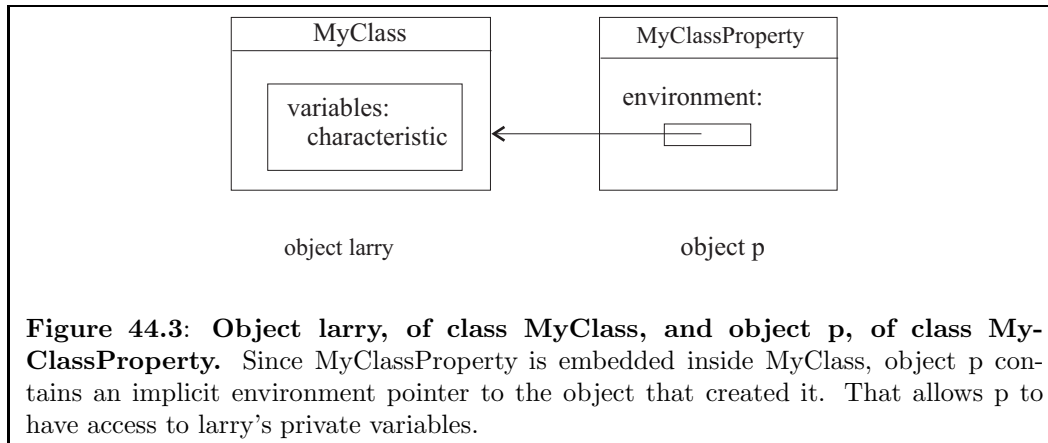 MyClass
variables:
characteristic
object larry
MyClassProperty
environment:
object p
Figure 44.3: Object larry, of class MyClass, and object p, of class My-
ClassProperty. Since MyClassProperty is embedded inside MyClass, object p con-
tains an implicit environment pointer to the object that created it. That allows p to
have access to larry's private variables.